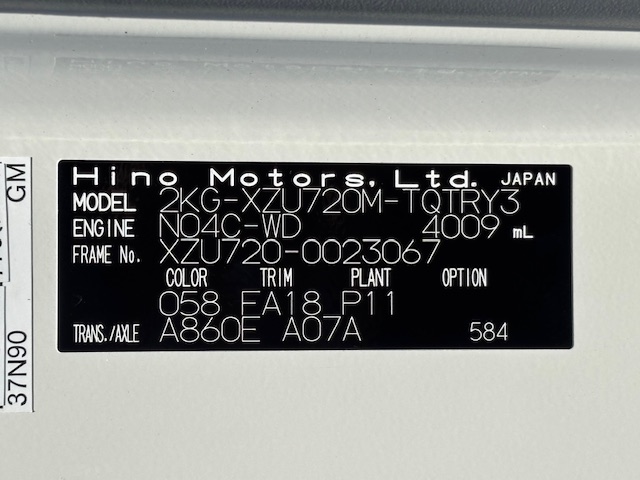 Hino Motors, Ltd. JAPAN
MODEL 2KG-XZU720M-TQTRY3
ENGINE N04C-WD 4009 mL
FRAME No. XZU720-0023067
COLOR TRIM PLANT OPTION
058 FA18 P11
TRANS./AXLE A860E A07A 584
GM
37N90